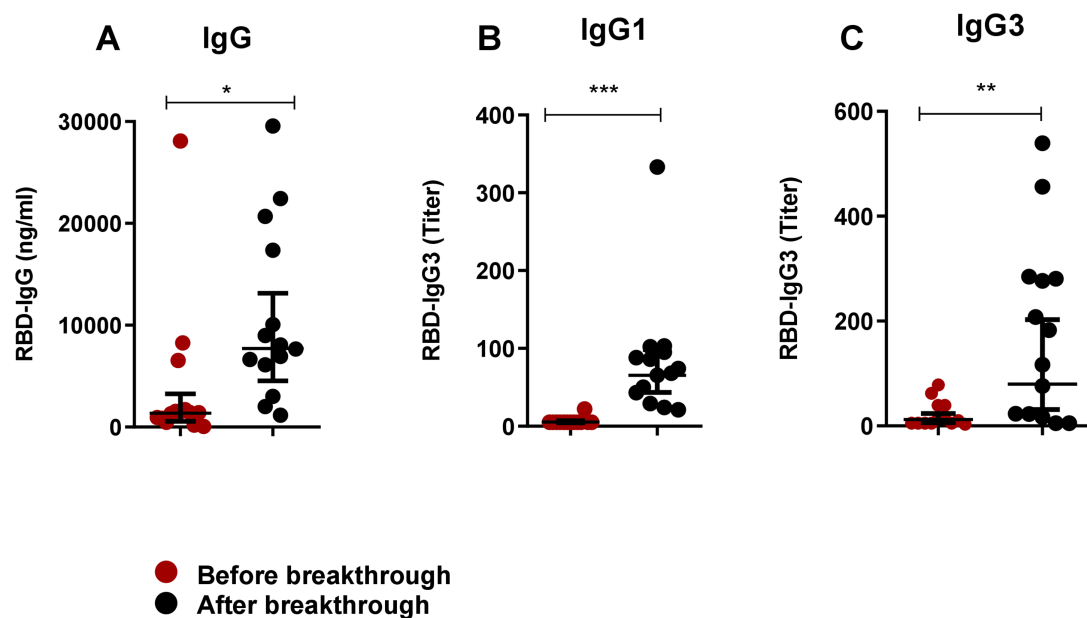 A IgG
*
RBD-IgG (ng/ml)
30000
20000
10000
0
B IgG1
***
RBD-IgG3 (Titer)
400
300
200
100
0
C IgG3
**
RBD-IgG3 (Titer)
600
400
200
0
Before breakthrough
After breakthrough